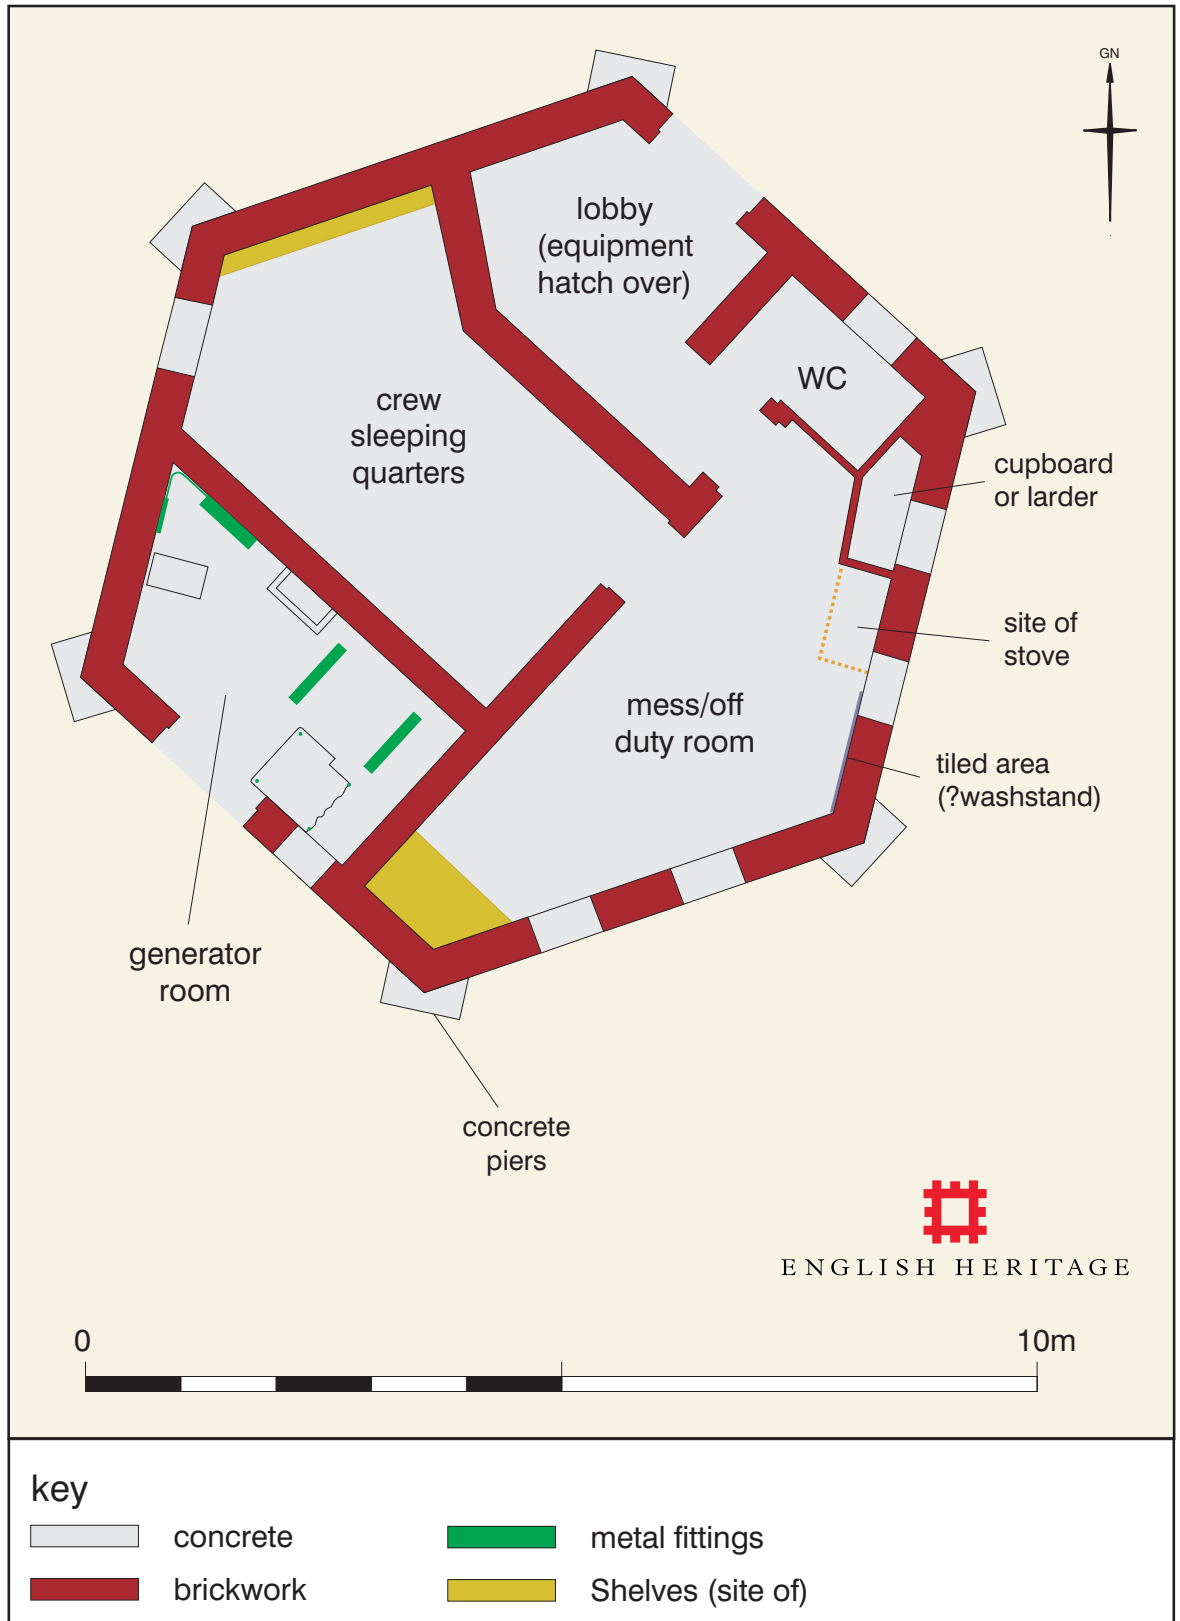 GN
lobby
(equipment
hatch over)
WC
crew
sleeping
quarters
cupboard
or larder
site of
stove
mess/off
duty room
tiled area
(?washstand)
generator
room
concrete
piers
ENGLISH HERITAGE
0
10m
key
concrete
metal fittings
brickwork
Shelves (site of)